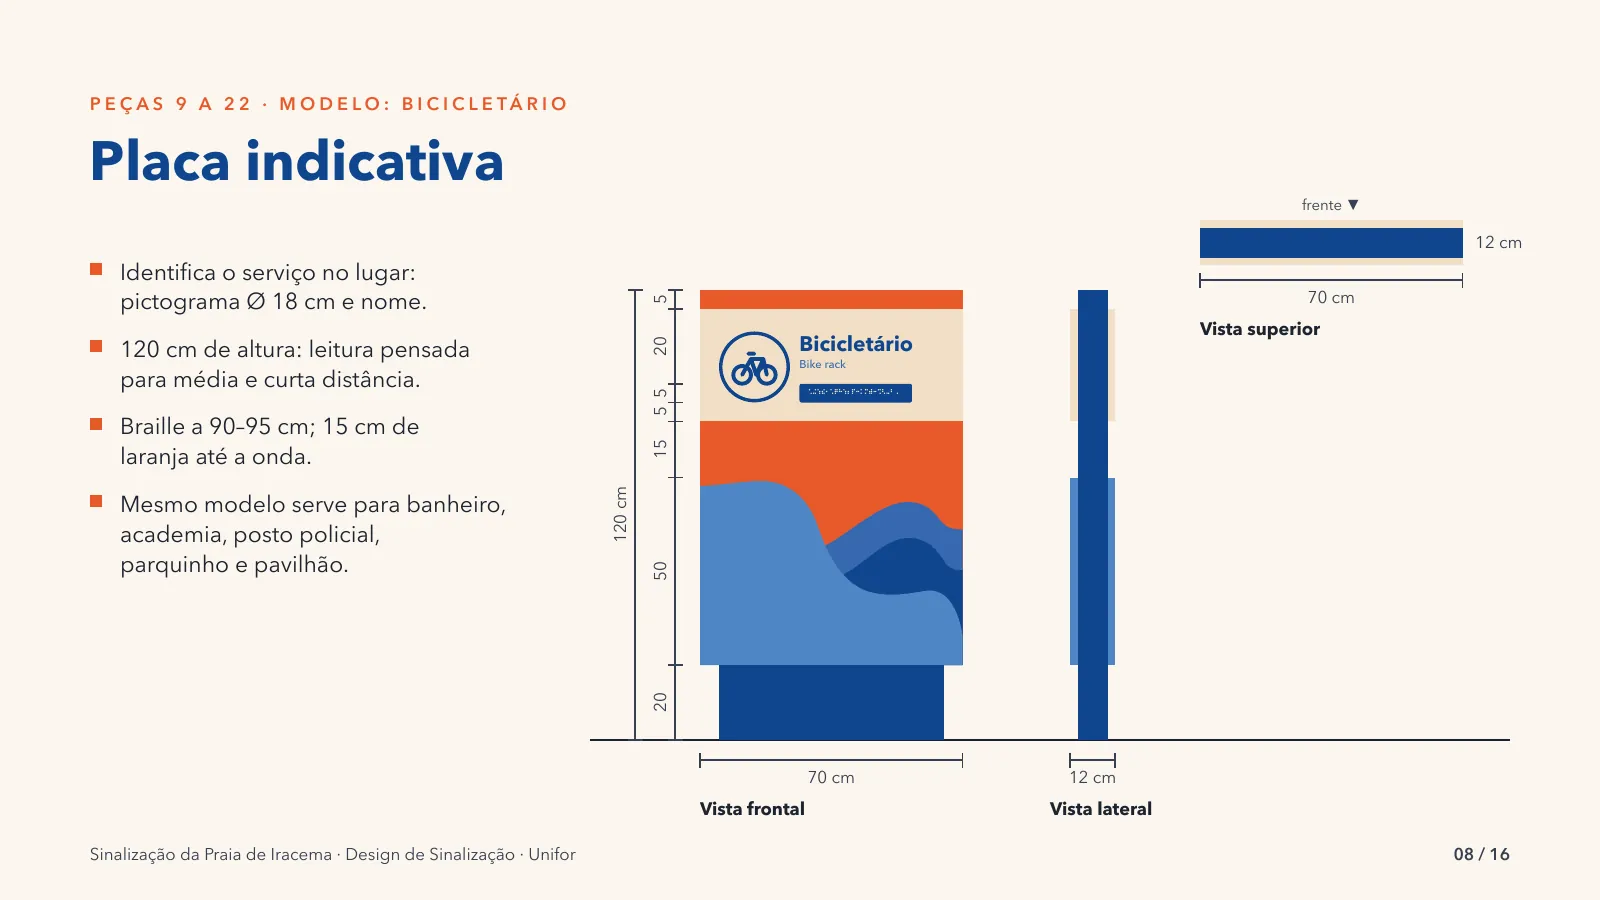 PEÇAS 9 A 22 · MODELO: BICICLETÁRIO
Placa indicativa
Identifica o serviço no lugar:
pictograma Ø 18 cm e nome.
120 cm de altura: leitura pensada
para média e curta distância.
Braille a 90–95 cm; 15 cm de
laranja até a onda.
Mesmo modelo serve para banheiro,
academia, posto policial,
parquinho e pavilhão.
120 cm
5
20
5
5
15
50
20
Bicicletário
Bike rack
70 cm
Vista frontal
12 cm
Vista lateral
frente ▼
12 cm
70 cm
Vista superior
Sinalização da Praia de Iracema · Design de Sinalização · Unifor
08 / 16